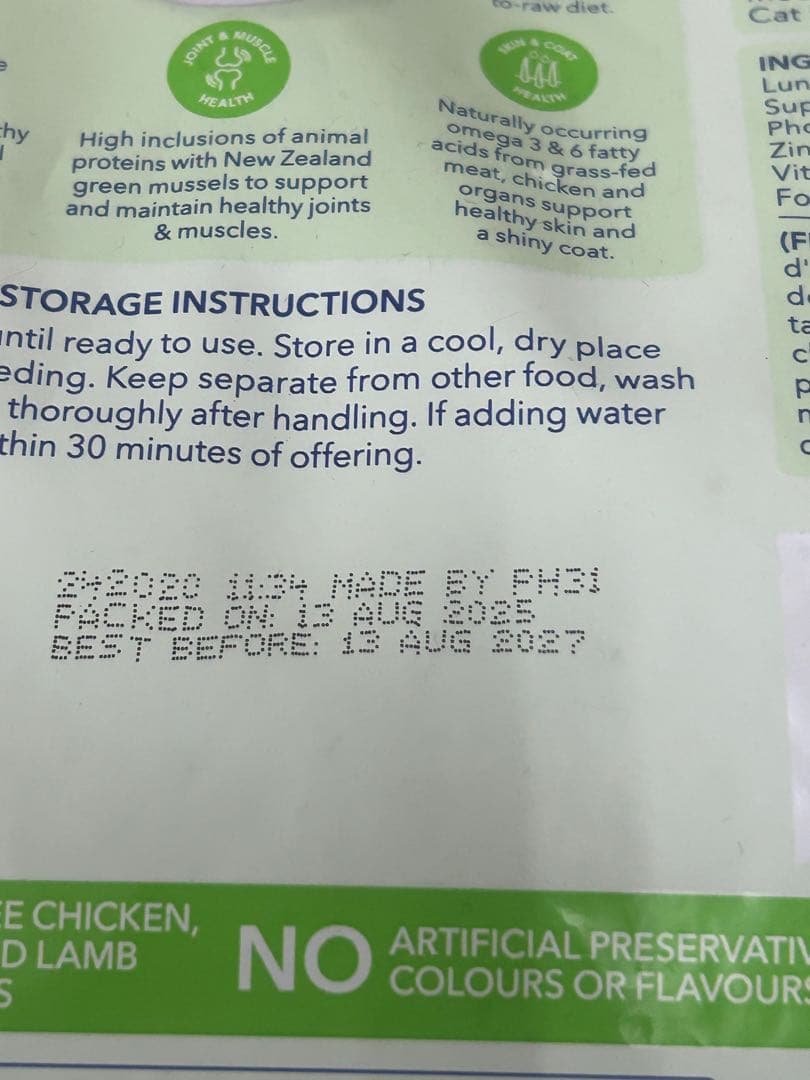 to-raw diet.
JOINT & MUSCLE
HEALTH
SKIN & COAT
HEALTH
High inclusions of animal
proteins with New Zealand
green mussels to support
and maintain healthy joints
& muscles.
Naturally occurring
omega 3 & 6 fatty
acids from grass-fed
meat, chicken and
organs support
healthy skin and
a shiny coat.
STORAGE INSTRUCTIONS
until ready to use. Store in a cool, dry place
eding. Keep separate from other food, wash
thoroughly after handling. If adding water
thin 30 minutes of offering.
242020 11:34 MADE BY PH31
PACKED ON: 13 AUG 2025
BEST BEFORE: 13 AUG 2027
EE CHICKEN,
D LAMB
S
NO
ARTIFICIAL PRESERVATIV
COLOURS OR FLAVOURS
Cat
ING
Lun
Sup
Pho
Zin
Vit
Fo